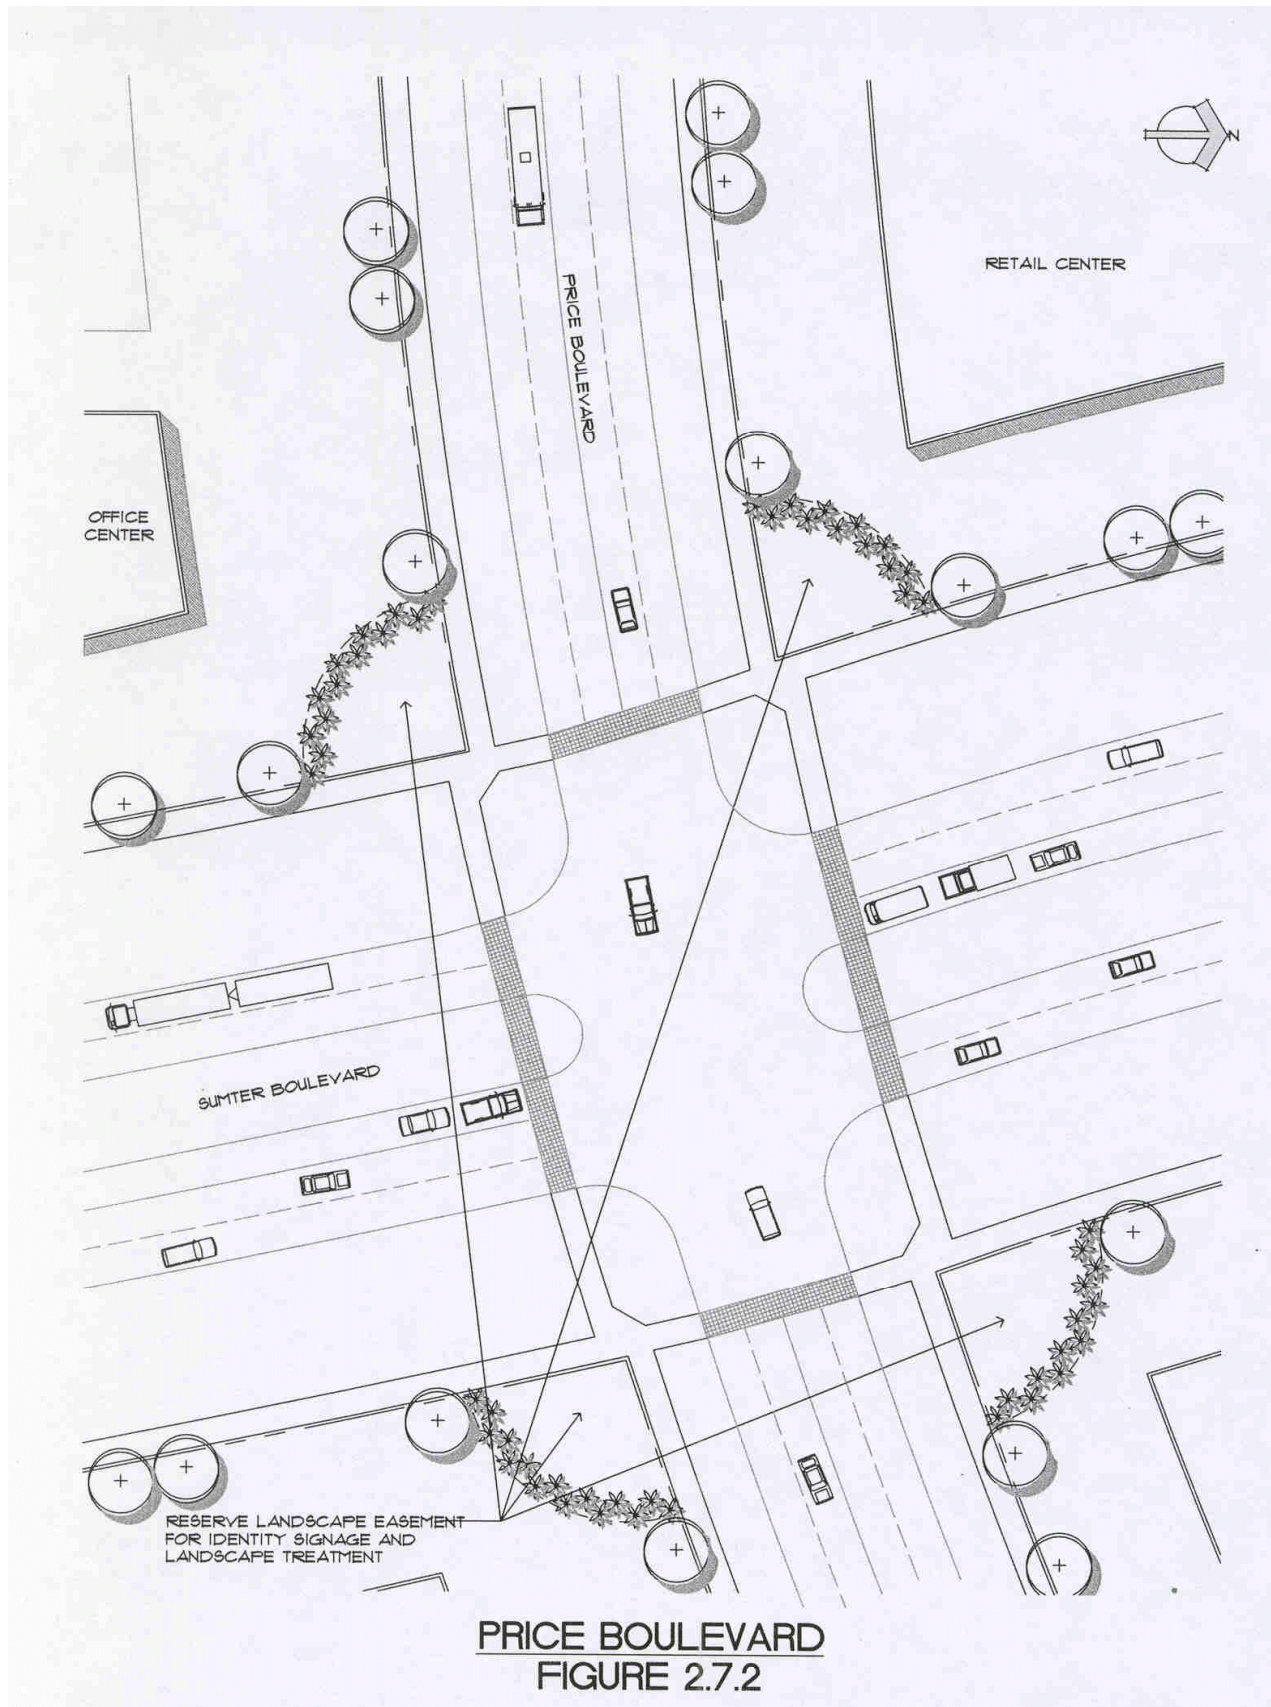 N
RETAIL CENTER
PRICE BOULEVARD
OFFICE
CENTER
SUMTER BOULEVARD
RESERVE LANDSCAPE EASEMENT
FOR IDENTITY SIGNAGE AND
LANDSCAPE TREATMENT
PRICE BOULEVARD
FIGURE 2.7.2